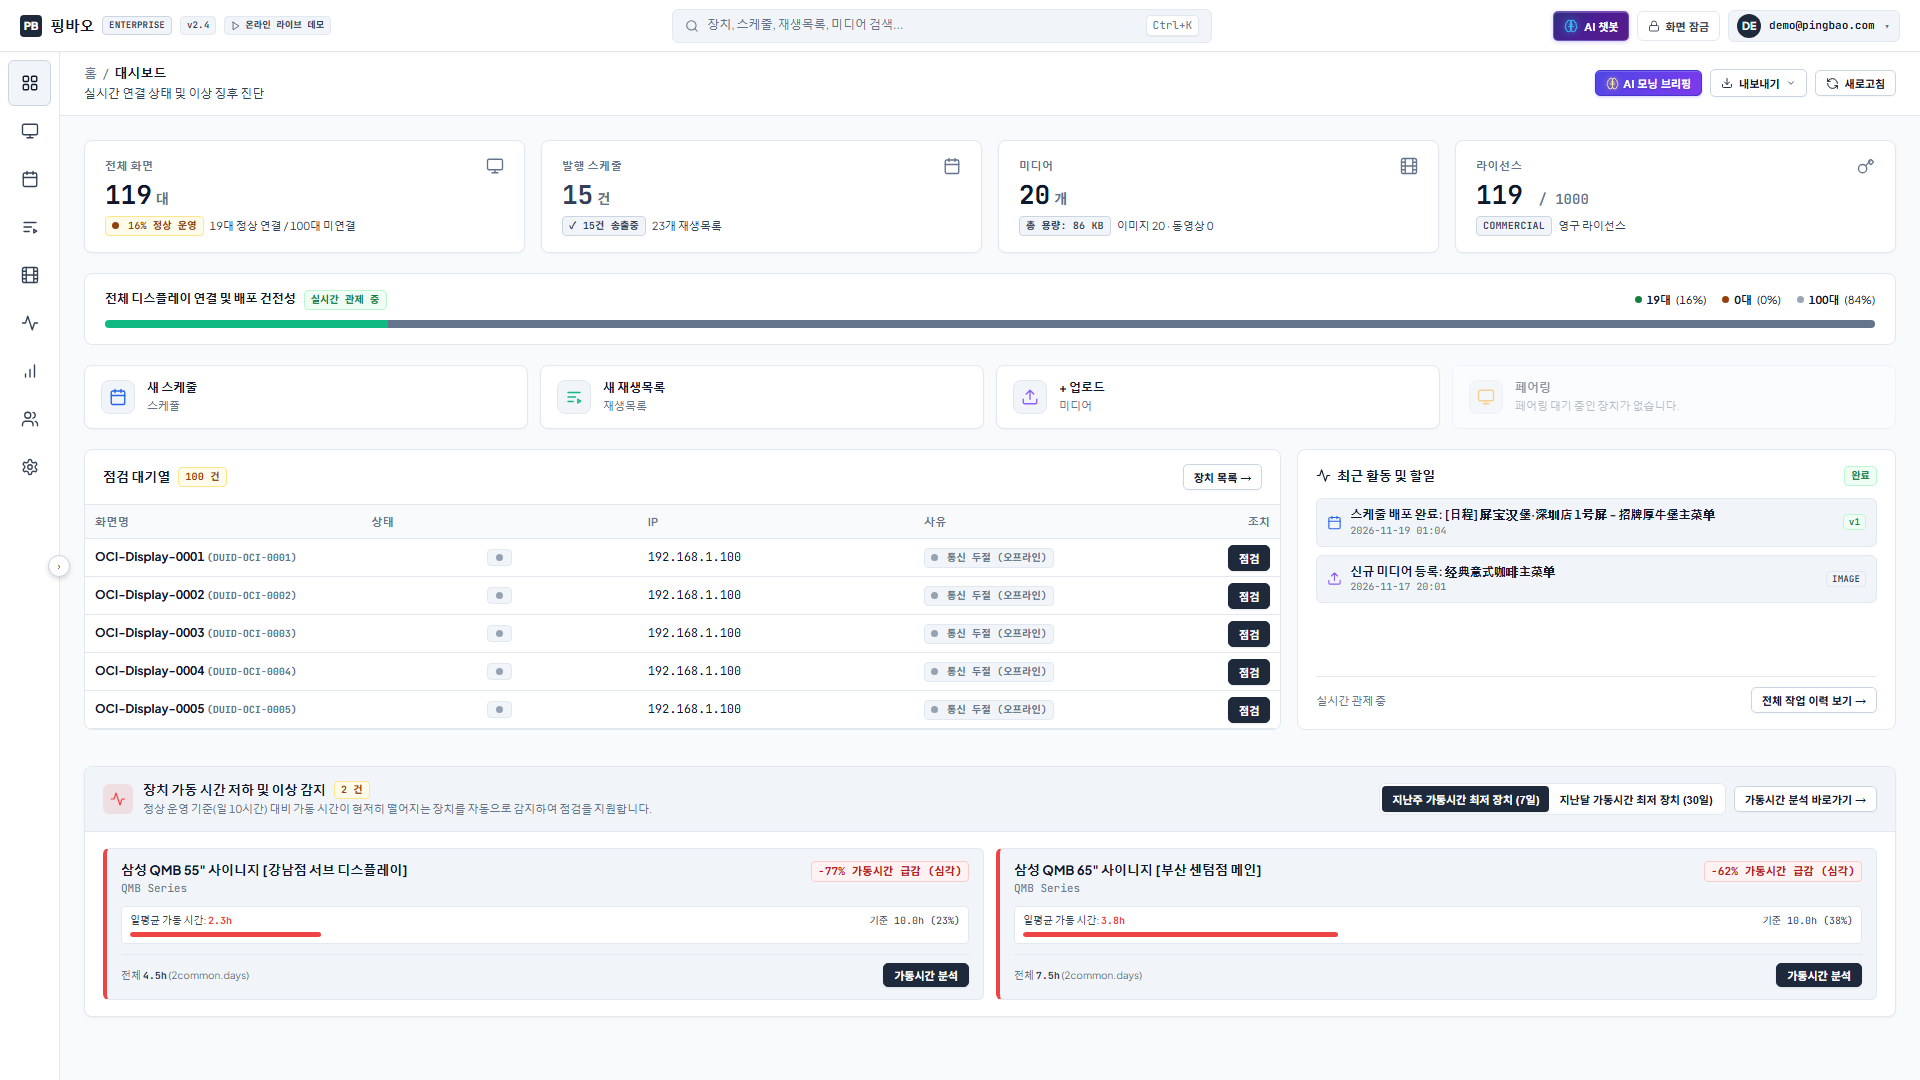 PB 핑바오 ENTERPRISE v2.4 ▷ 온라인 라이브 데모
장치, 스케줄, 재생목록, 미디어 검색... Ctrl+K
AI 챗봇 화면 잠금 DE demo@pingbao.com
홈 / 대시보드
실시간 연결 상태 및 이상 징후 진단
AI 모닝 브리핑 내보내기 새로고침
전체 화면
119 대
16% 정상 운영 19대 정상 연결 / 100대 미연결
발행 스케줄
15 건
✓ 15건 송출중 23개 재생목록
미디어
20 개
총 용량: 86 KB 이미지 20 · 동영상 0
라이선스
119 / 1000
COMMERCIAL 영구 라이선스
전체 디스플레이 연결 및 배포 건전성 실시간 관제 중
19대 (16%) 0대 (0%) 100대 (84%)
새 스케줄
스케줄
새 재생목록
재생목록
+ 업로드
미디어
페어링
페어링 대기 중인 장치가 없습니다.
점검 대기열 100 건 장치 목록 →
화면명 상태 IP 사유 조치
OCI-Display-0001 (DUID-OCI-0001) 192.168.1.100 통신 두절 (오프라인) 점검
OCI-Display-0002 (DUID-OCI-0002) 192.168.1.100 통신 두절 (오프라인) 점검
OCI-Display-0003 (DUID-OCI-0003) 192.168.1.100 통신 두절 (오프라인) 점검
OCI-Display-0004 (DUID-OCI-0004) 192.168.1.100 통신 두절 (오프라인) 점검
OCI-Display-0005 (DUID-OCI-0005) 192.168.1.100 통신 두절 (오프라인) 점검
최근 활동 및 할일 완료
스케줄 배포 완료: [日程] 屏宝汉堡·深圳店 1号屏 - 招牌厚牛堡主菜单
2026-11-19 01:04
v1
신규 미디어 등록: 经典意式咖啡主菜单
2026-11-17 20:01
IMAGE
실시간 관제 중 전체 작업 이력 보기 →
장치 가동 시간 저하 및 이상 감지 2 건
정상 운영 기준(일 10시간) 대비 가동 시간이 현저히 떨어지는 장치를 자동으로 감지하여 점검을 지원합니다.
지난주 가동시간 최저 장치 (7일) 지난달 가동시간 최저 장치 (30일) 가동시간 분석 바로가기 →
삼성 QMB 55" 사이니지 [강남점 서브 디스플레이] -77% 가동시간 급감 (심각)
QMB Series
일평균 가동 시간: 2.3h 기준 10.0h (23%)
전체 4.5h (2common.days) 가동시간 분석
삼성 QMB 65" 사이니지 [부산 센텀점 메인] -62% 가동시간 급감 (심각)
QMB Series
일평균 가동 시간: 3.8h 기준 10.0h (38%)
전체 7.5h (2common.days) 가동시간 분석